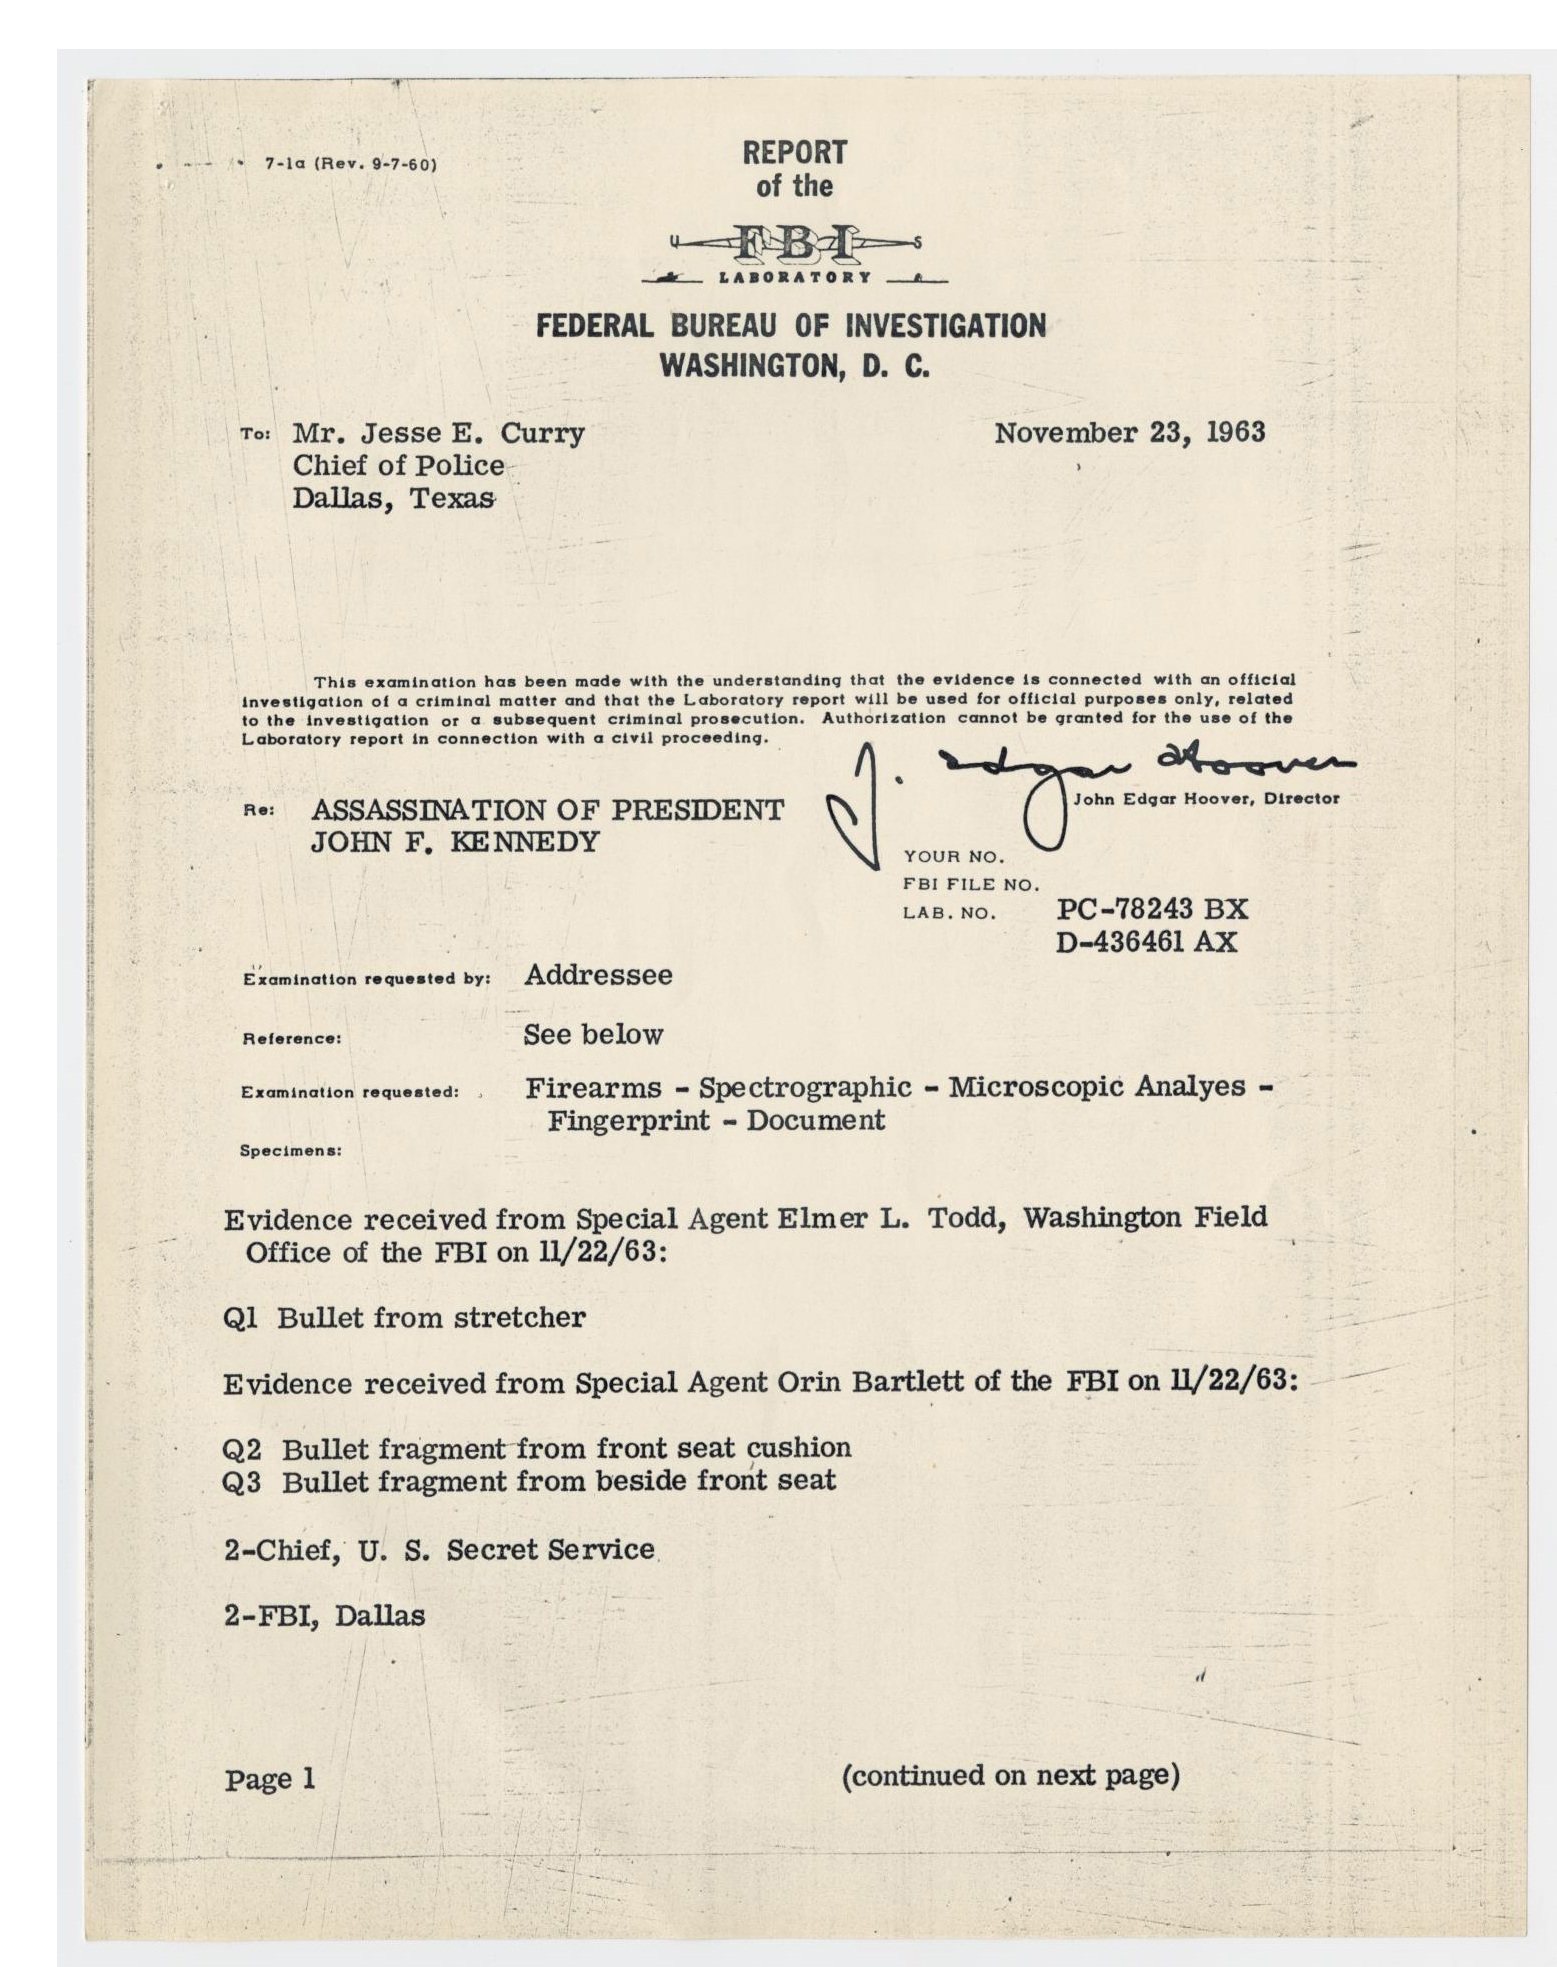 7-1a (Rev. 9-7-60)
REPORT
of the
U FBI S
LABORATORY
FEDERAL BUREAU OF INVESTIGATION
WASHINGTON, D. C.
To: Mr. Jesse E. Curry November 23, 1963
Chief of Police
Dallas, Texas
This examination has been made with the understanding that the evidence is connected with an official
investigation of a criminal matter and that the Laboratory report will be used for official purposes only, related
to the investigation or a subsequent criminal prosecution. Authorization cannot be granted for the use of the
Laboratory report in connection with a civil proceeding.
J. Edgar Hoover
John Edgar Hoover, Director
Re: ASSASSINATION OF PRESIDENT
JOHN F. KENNEDY
YOUR NO.
FBI FILE NO.
LAB. NO. PC-78243 BX
D-436461 AX
Examination requested by: Addressee
Reference: See below
Examination requested: Firearms - Spectrographic - Microscopic Analyes -
Fingerprint - Document
Specimens:
Evidence received from Special Agent Elmer L. Todd, Washington Field
Office of the FBI on 11/22/63:
Q1 Bullet from stretcher
Evidence received from Special Agent Orin Bartlett of the FBI on 11/22/63:
Q2 Bullet fragment from front seat cushion
Q3 Bullet fragment from beside front seat
2-Chief, U. S. Secret Service
2-FBI, Dallas
Page 1 (continued on next page)